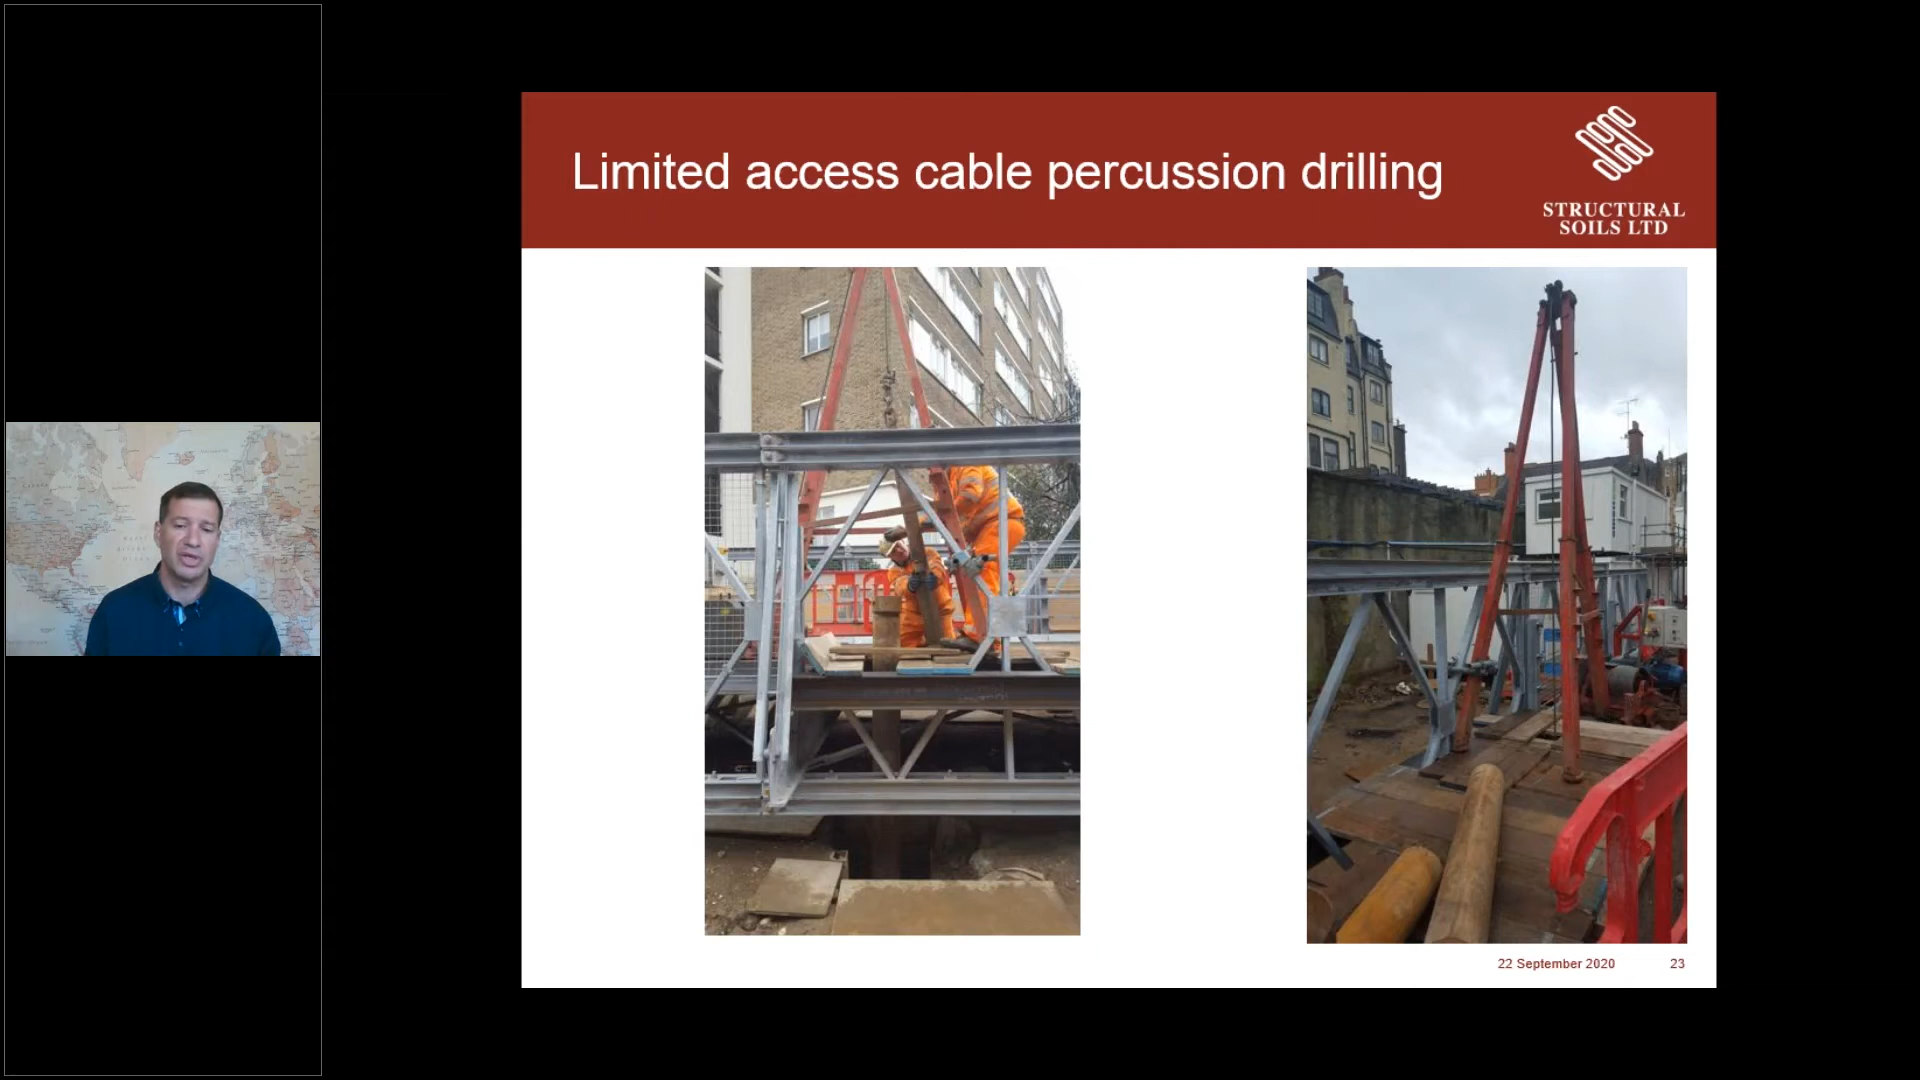 Limited access cable percussion drilling
STRUCTURAL
SOILS LTD
22 September 2020
23